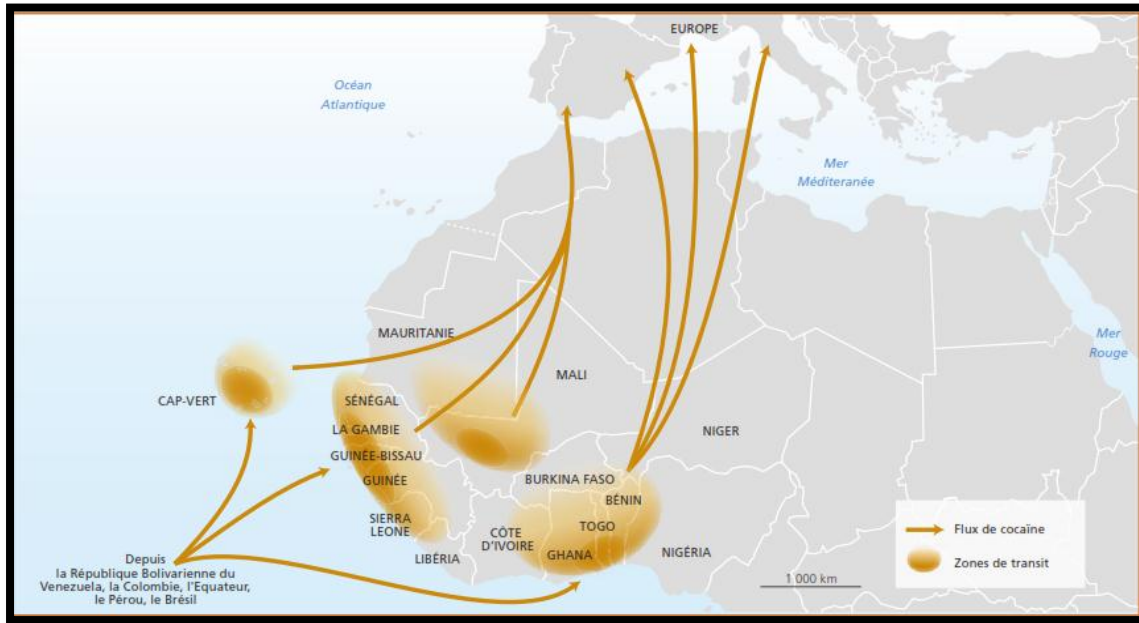 EUROPE
Océan
Atlantique
Mer
Méditeranée
Mer
Rouge
MAURITANIE
MALI
CAP-VERT
SÉNÉGAL
LA GAMBIE
GUINÉE-BISSAU
GUINÉE
SIERRA
LEONE
LIBÉRIA
CÔTE
D'IVOIRE
BURKINA FASO
BÉNIN
TOGO
GHANA
NIGER
NIGÉRIA
Depuis
la République Bolivarienne du
Venezuela, la Colombie, l'Equateur,
le Pérou, le Brésil
1 000 km
Flux de cocaïne
Zones de transit